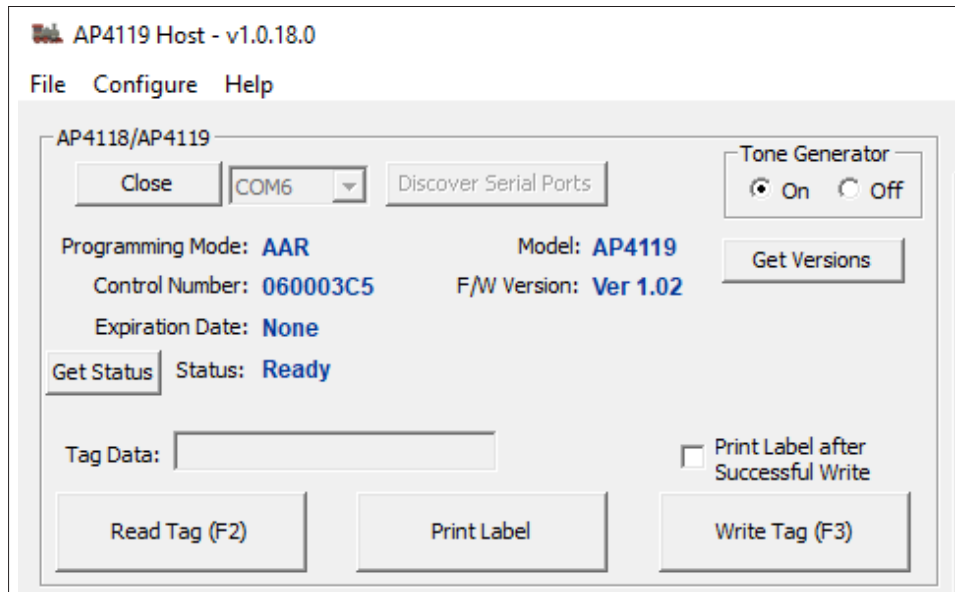 AP4119 Host - v1.0.18.0
File Configure Help
AP4118/AP4119
Close COM6 Discover Serial Ports
Tone Generator
On Off
Programming Mode: AAR Model: AP4119
Get Versions
Control Number: 060003C5 F/W Version: Ver 1.02
Expiration Date: None
Get Status Status: Ready
Tag Data:
Print Label after
Successful Write
Read Tag (F2) Print Label Write Tag (F3)